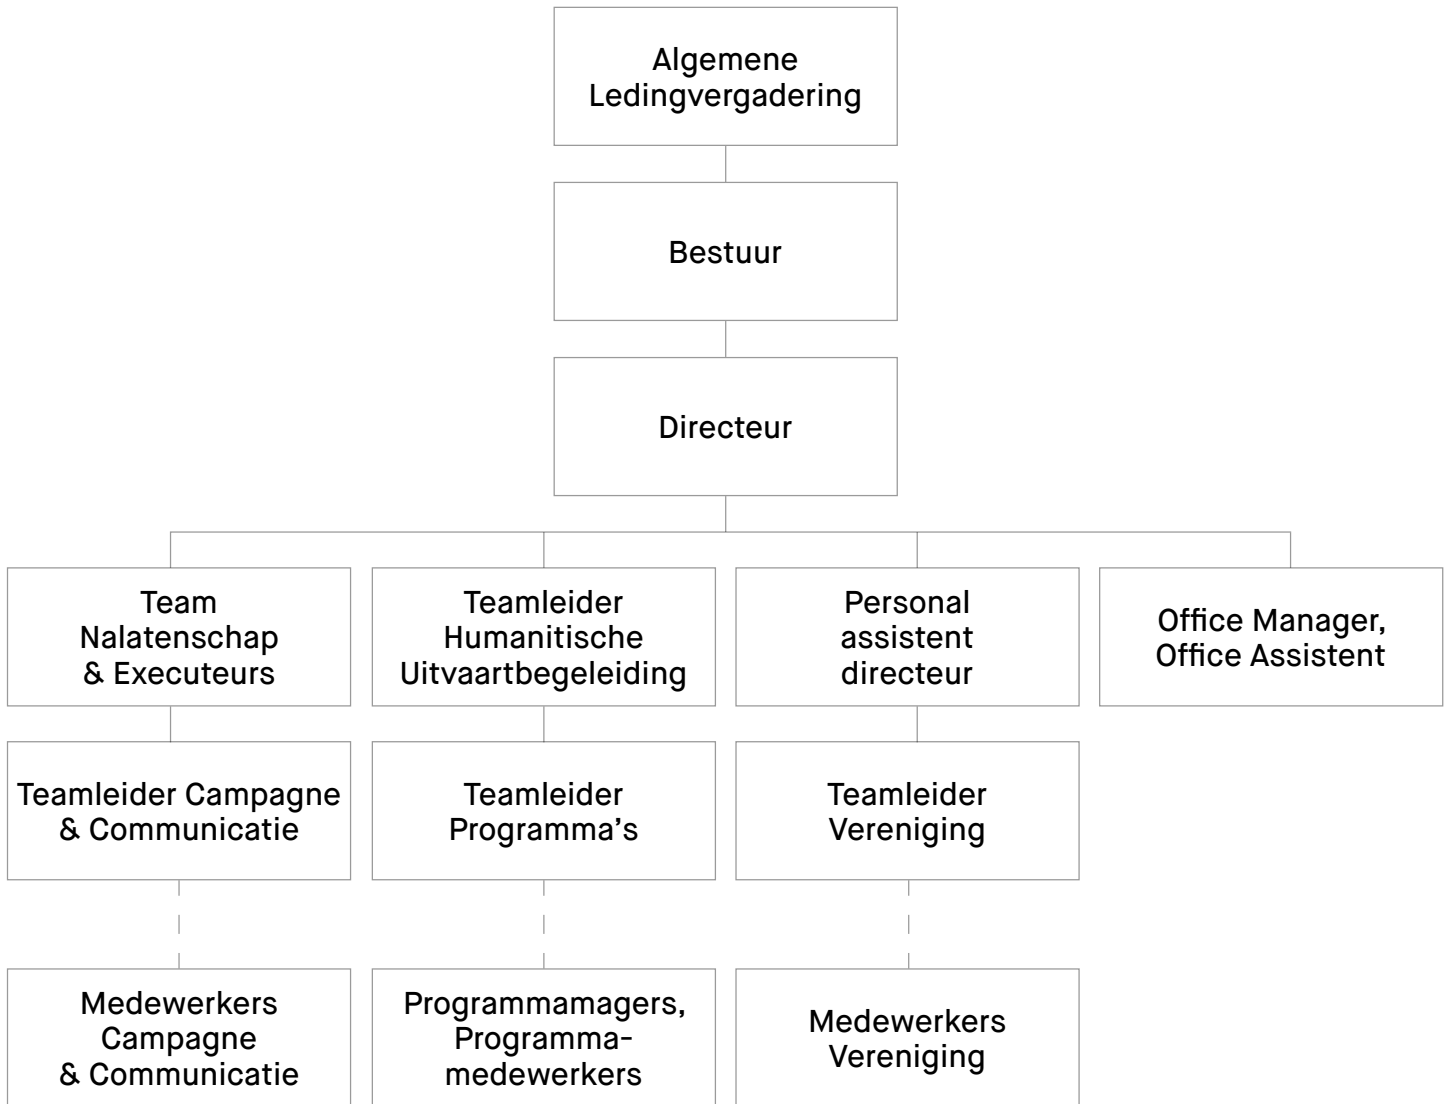 Algemene
Ledingvergadering
Bestuur
Directeur
Team
Nalatenschap
& Executeurs
Teamleider
Humanitische
Uitvaartbegeleiding
Personal
assistent
directeur
Office Manager,
Office Assistent
Teamleider Campagne
& Communicatie
Teamleider
Programma's
Teamleider
Vereniging
Medewerkers
Campagne
& Communicatie
Programmamagers,
Programma-
medewerkers
Medewerkers
Vereniging